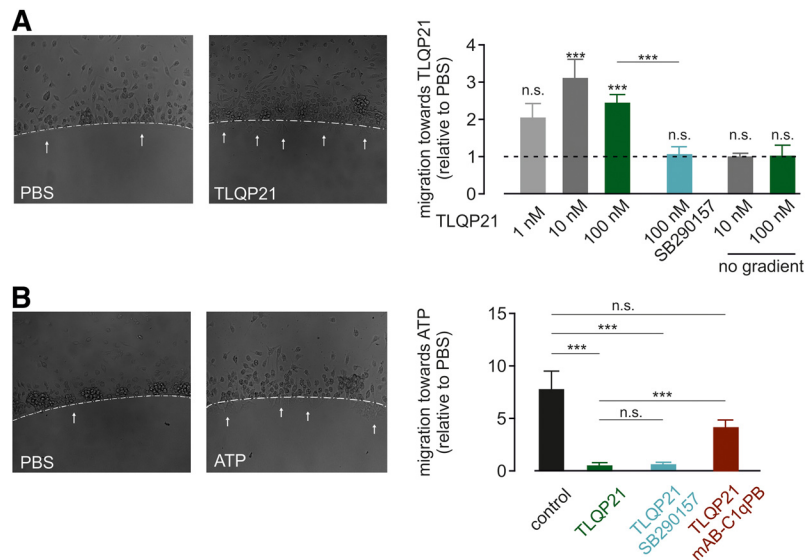 A
PBS
TLQP21
migration towards TLQP21
(relative to PBS)
4
3
2
1
0
n.s.
***
***
***
n.s.
n.s.
n.s.
TLQP21
1 nM
10 nM
100 nM
100 nM
SB290157
10 nM
100 nM
no gradient
B
PBS
ATP
migration towards ATP
(relative to PBS)
15
10
5
0
n.s.
***
***
***
n.s.
control
TLQP21
TLQP21
SB290157
TLQP21
mAB-C1qPB